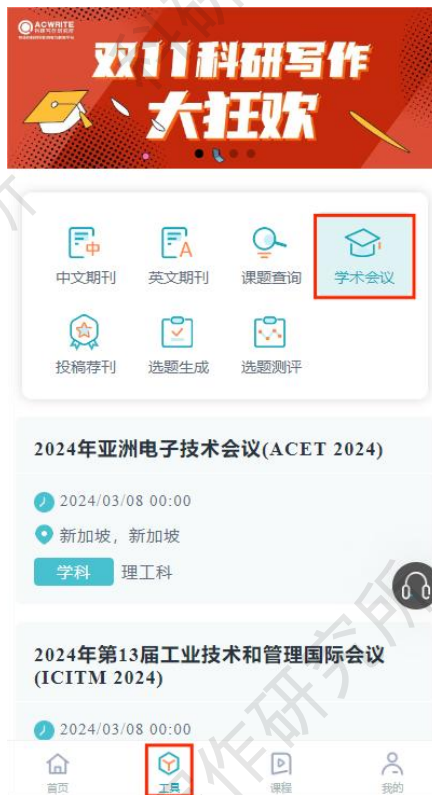 ACWRITE
双11科研写作
大狂欢
中文期刊 英文期刊 课题查询 学术会议
投稿荐刊 选题生成 选题测评
2024年亚洲电子技术会议(ACET 2024)
2024/03/08 00:00
新加坡，新加坡
学科 理工科
2024年第13届工业技术和管理国际会议
(ICITM 2024)
2024/03/08 00:00
首页 工具 课程 我的